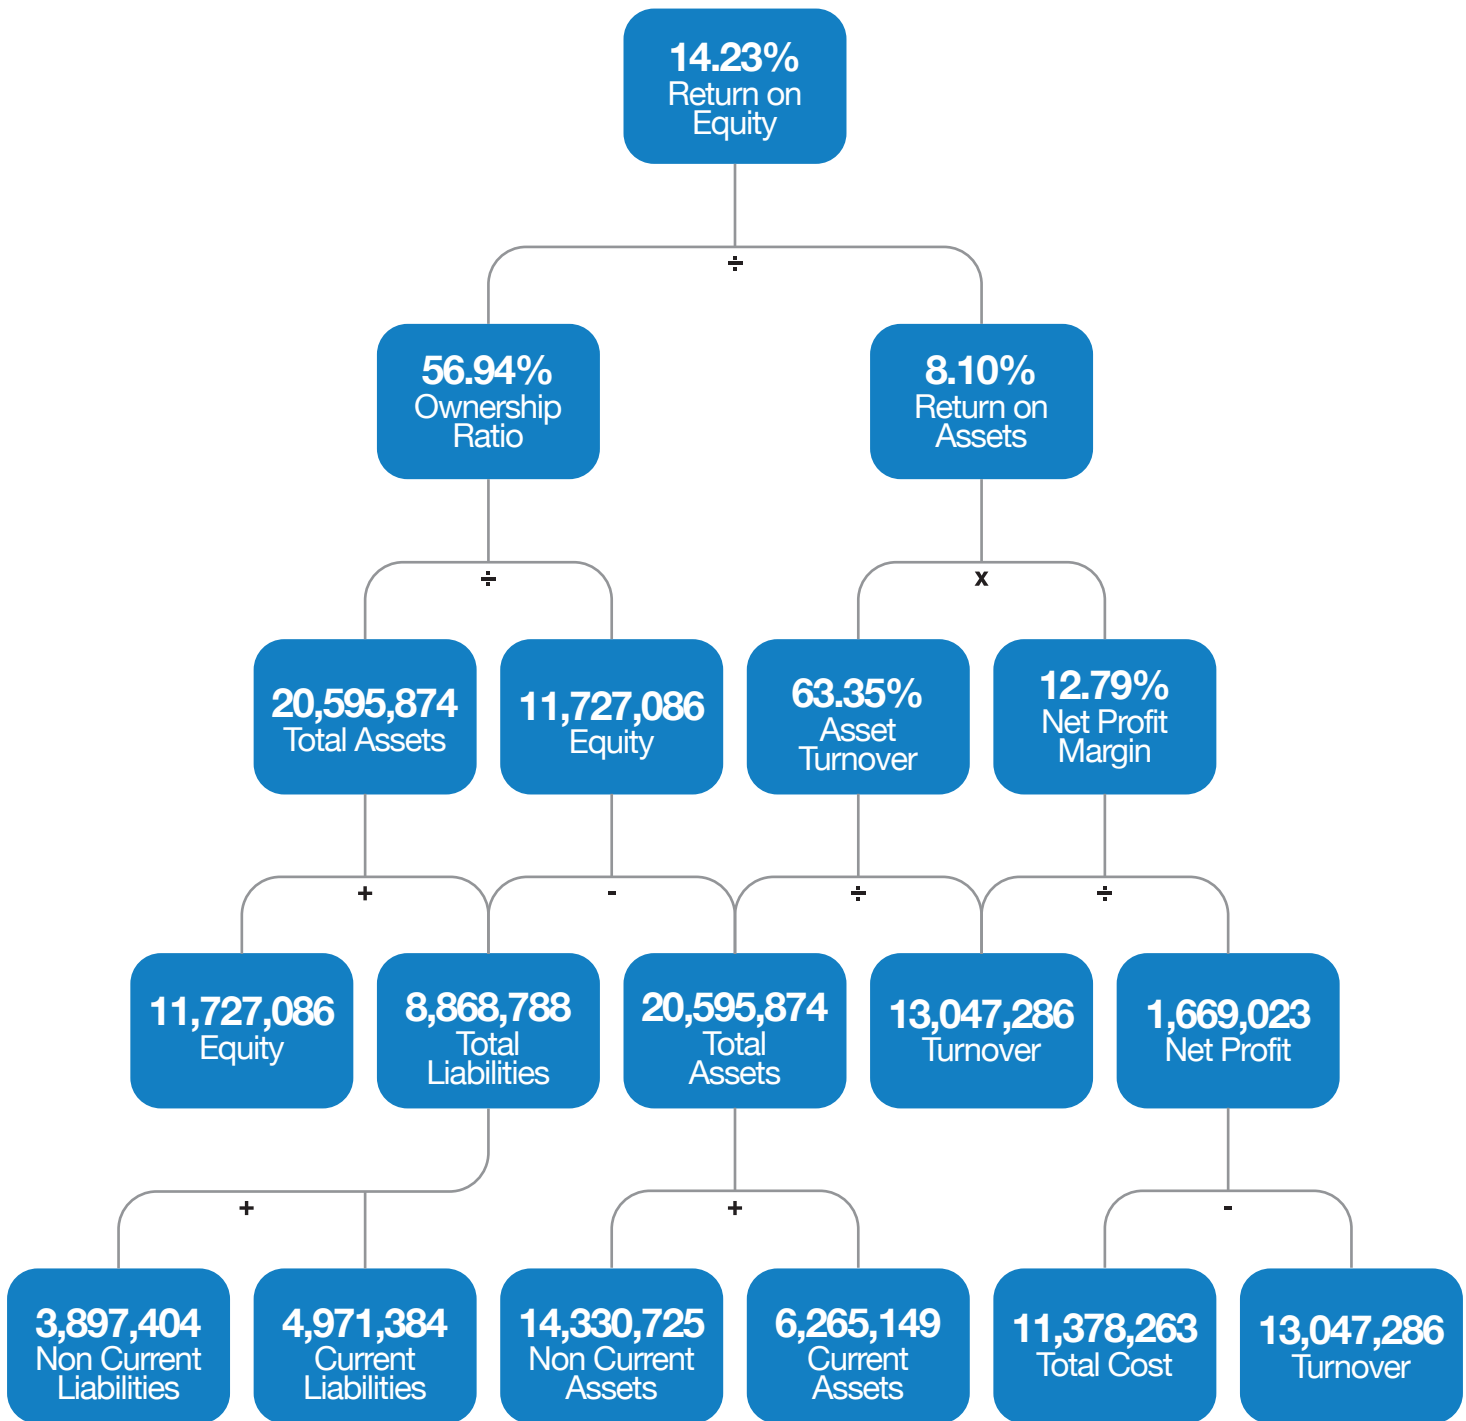 14.23%
Return on
Equity
÷
56.94%
Ownership
Ratio
8.10%
Return on
Assets
÷
x
20,595,874
Total Assets
11,727,086
Equity
63.35%
Asset
Turnover
12.79%
Net Profit
Margin
+
-
÷
÷
11,727,086
Equity
8,868,788
Total
Liabilities
20,595,874
Total
Assets
13,047,286
Turnover
1,669,023
Net Profit
+
+
-
3,897,404
Non Current
Liabilities
4,971,384
Current
Liabilities
14,330,725
Non Current
Assets
6,265,149
Current
Assets
11,378,263
Total Cost
13,047,286
Turnover